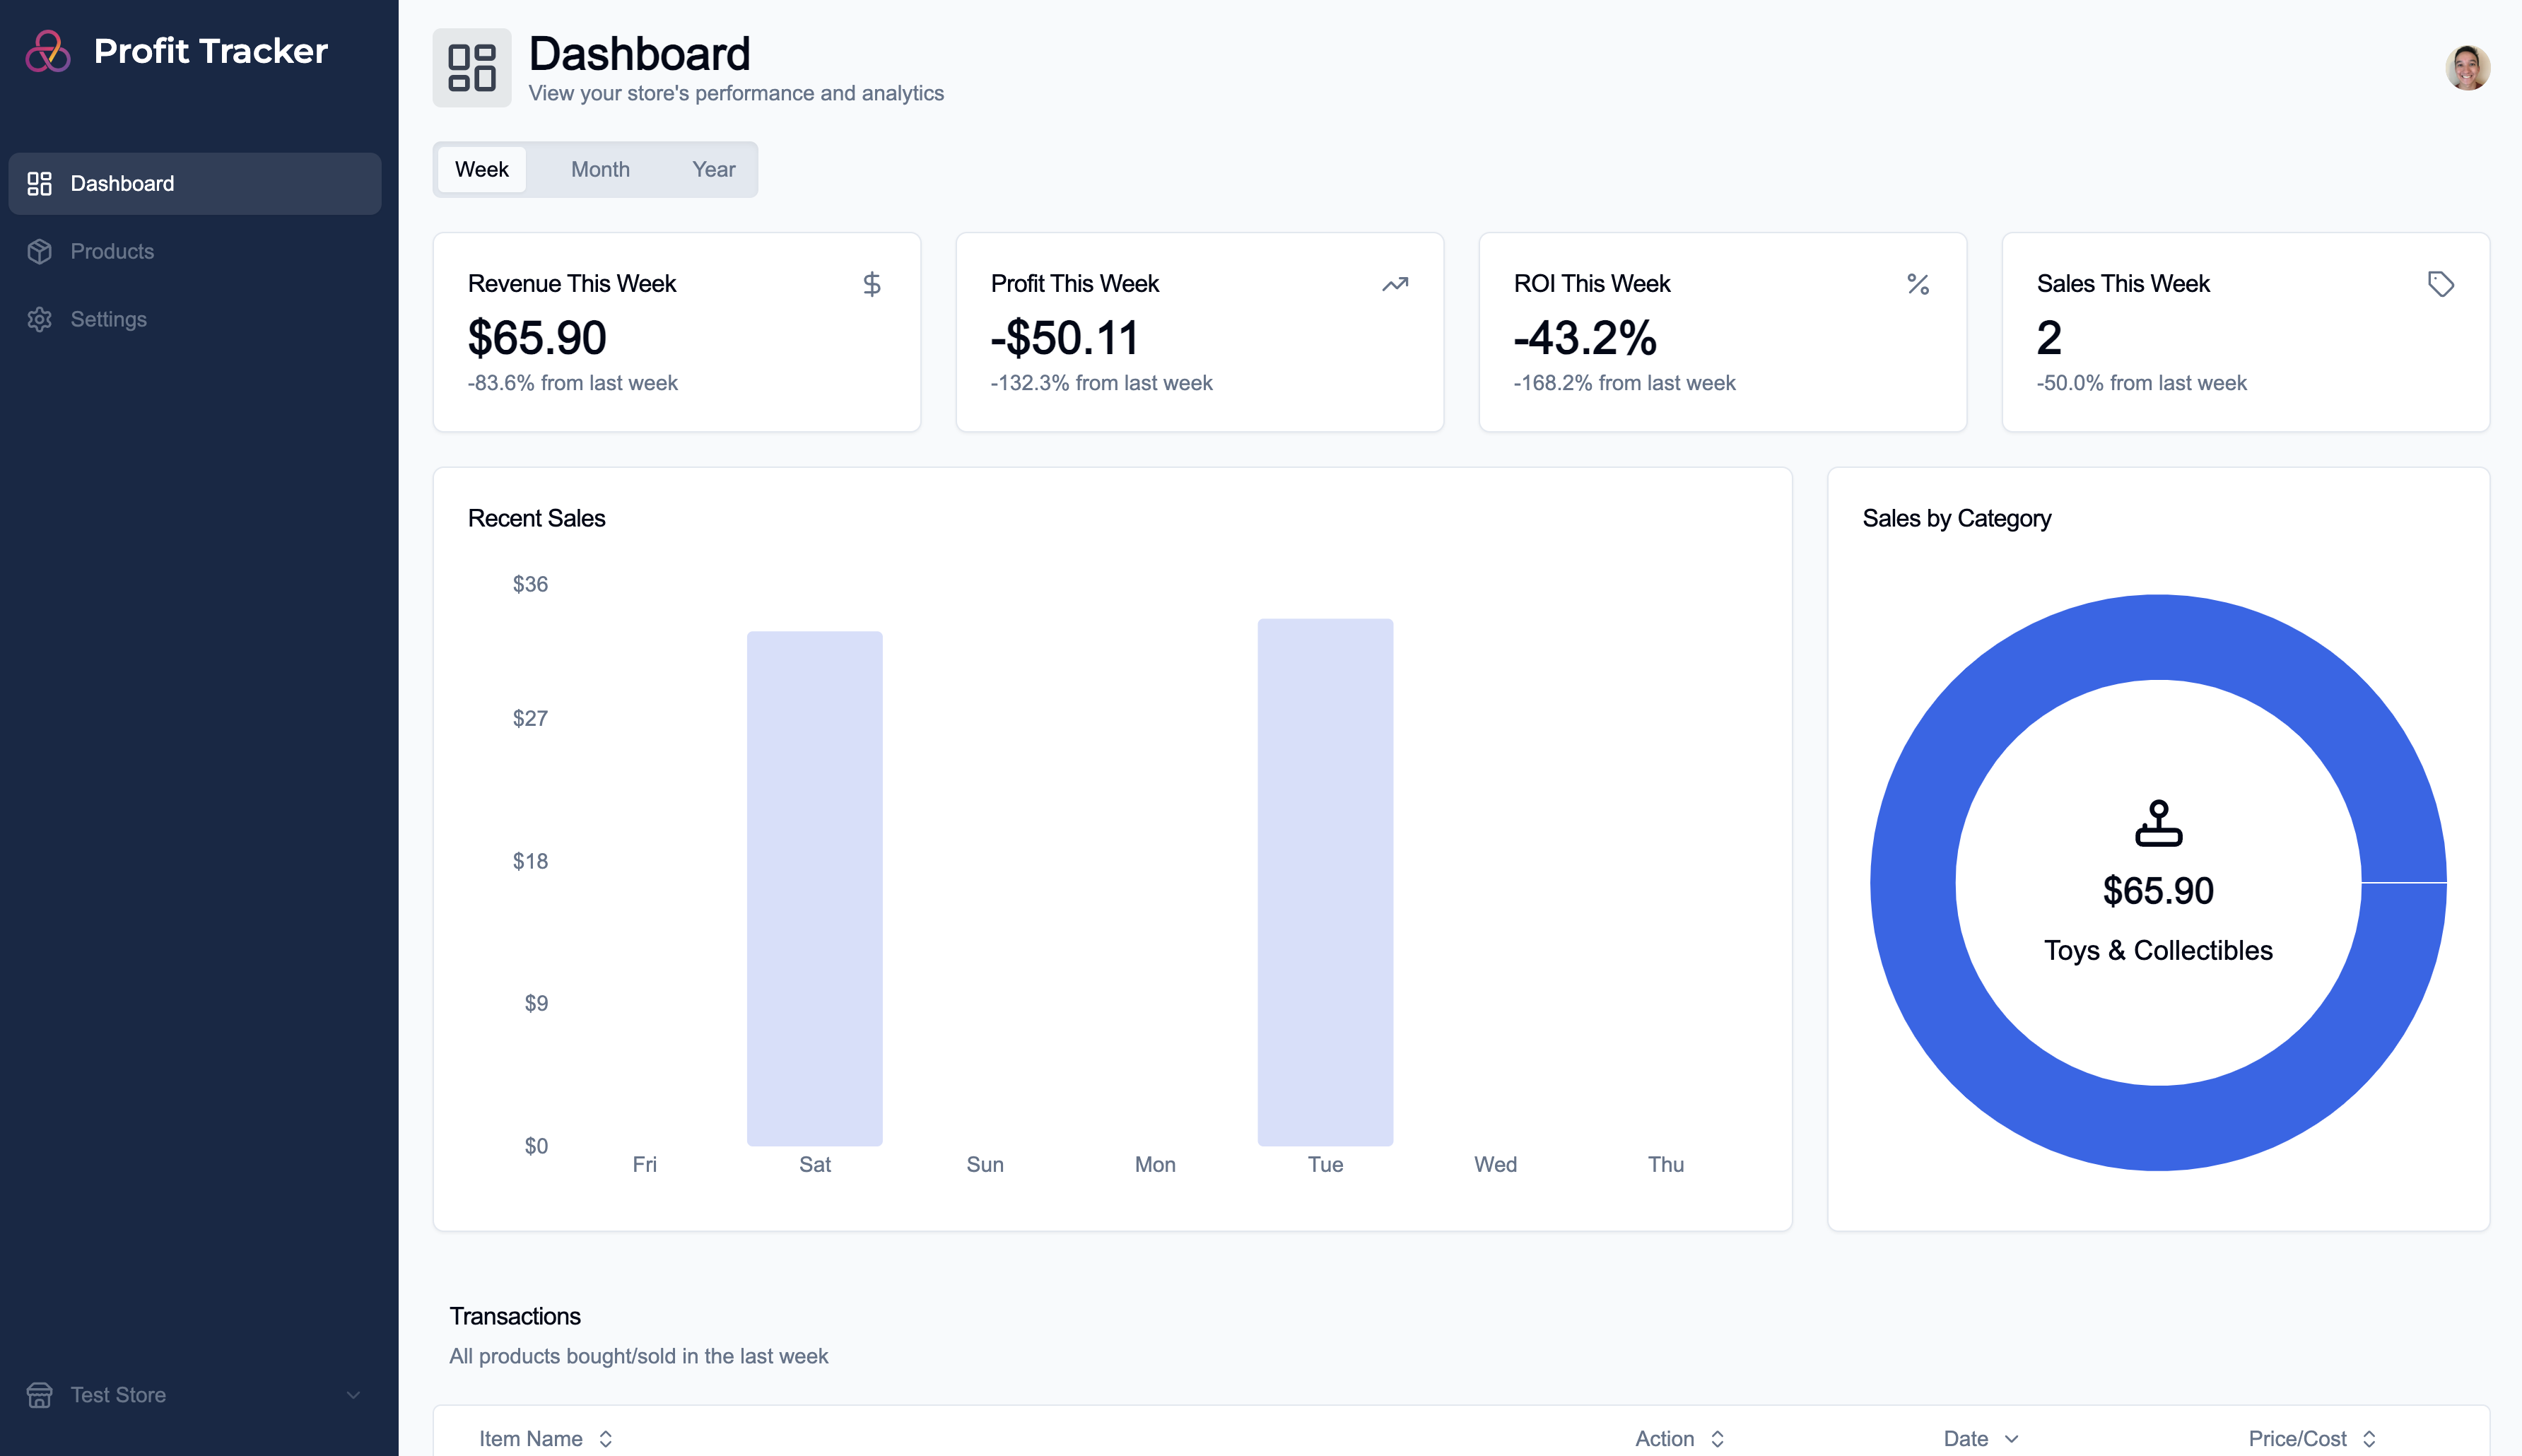 Profit Tracker
Dashboard
Products
Settings
Test Store
Dashboard
View your store's performance and analytics
Week Month Year
Revenue This Week
$65.90
-83.6% from last week
Profit This Week
-$50.11
-132.3% from last week
ROI This Week
-43.2%
-168.2% from last week
Sales This Week
2
-50.0% from last week
Recent Sales
$36
$27
$18
$9
$0
Fri Sat Sun Mon Tue Wed Thu
Sales by Category
$65.90
Toys & Collectibles
Transactions
All products bought/sold in the last week
Item Name Action Date Price/Cost